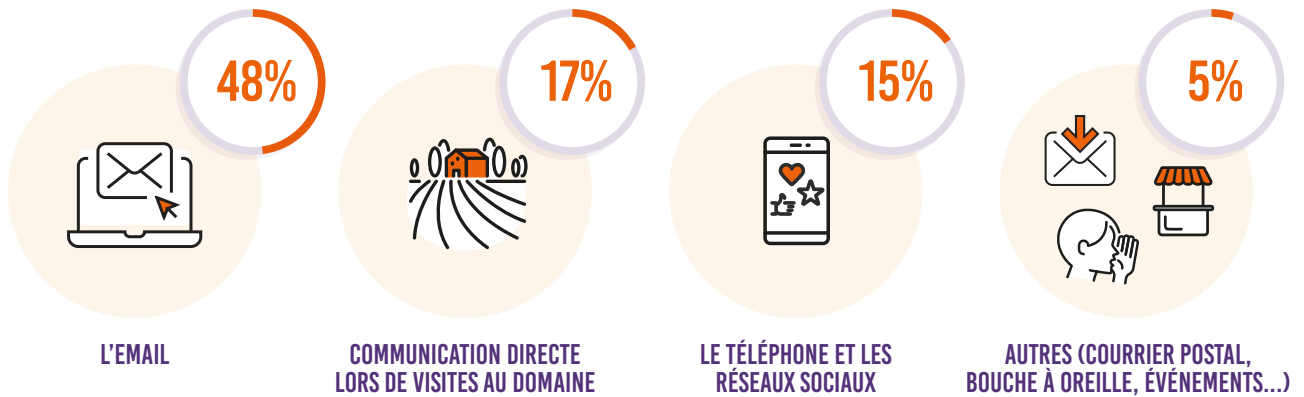 48%
17%
15%
5%
L'EMAIL
COMMUNICATION DIRECTE
LORS DE VISITES AU DOMAINE
LE TÉLÉPHONE ET LES
RÉSEAUX SOCIAUX
AUTRES (COURRIER POSTAL,
BOUCHE À OREILLE, ÉVÉNEMENTS...)